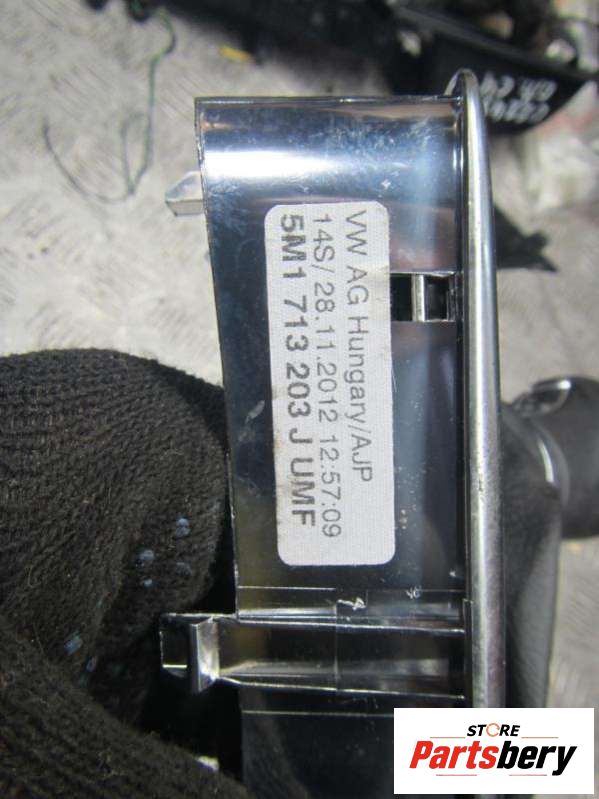 VW AG Hungary/AJP
14S/ 28.11.2012 12:57:09
5M1 713 203 J UMF
STORE
Partsbery